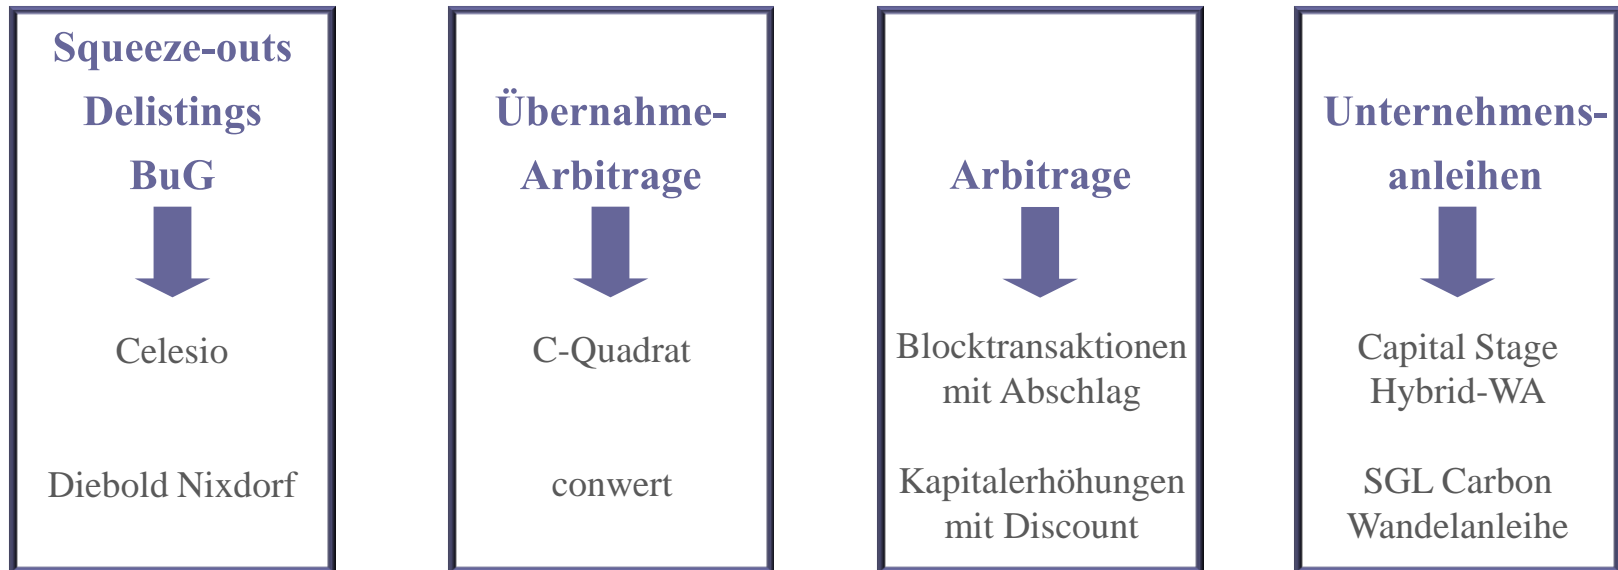 Squeeze-outs
Delistings
BuG
Celesio
Diebold Nixdorf
Übernahme-
Arbitrage
C-Quadrat
conwert
Arbitrage
Blocktransaktionen
mit Abschlag
Kapitalerhöhungen
mit Discount
Unternehmens-
anleihen
Capital Stage
Hybrid-WA
SGL Carbon
Wandelanleihe